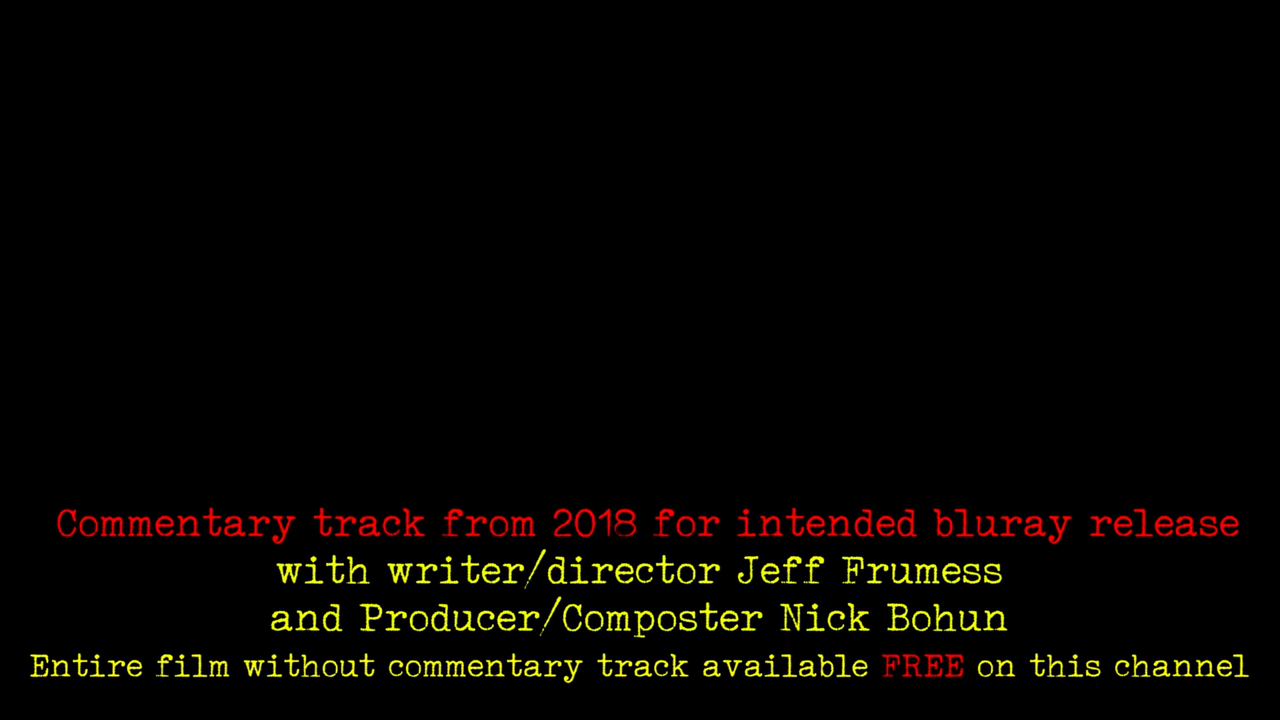 Commentary track from 2018 for intended bluray release
with writer/director Jeff Frumess
and Producer/Composter Nick Bohun
Entire film without commentary track available FREE on this channel